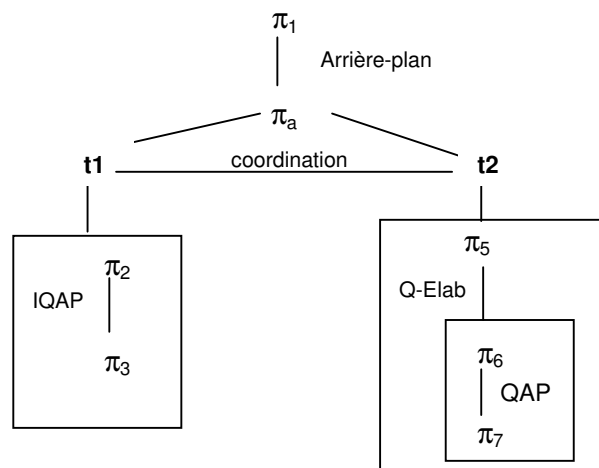 π1
Arrière-plan
πa
t1 coordination t2
π2
IQAP
π3
π5
Q-Elab
π6
QAP
π7